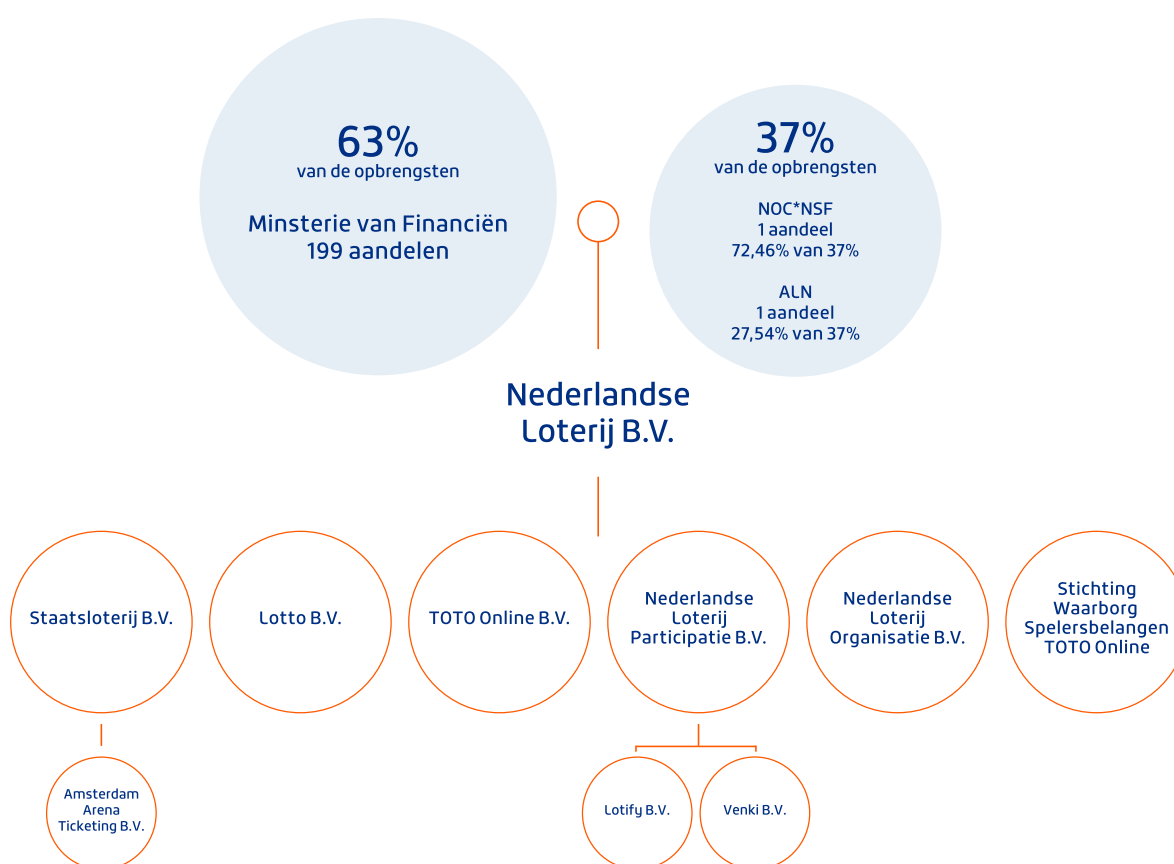 63%
van de opbrengsten
Minsterie van Financiën
199 aandelen
37%
van de opbrengsten
NOC*NSF
1 aandeel
72,46% van 37%
ALN
1 aandeel
27,54% van 37%
Nederlandse
Loterij B.V.
Staatsloterij B.V.
Lotto B.V.
TOTO Online B.V.
Nederlandse
Loterij
Participatie B.V.
Nederlandse
Loterij
Organisatie B.V.
Stichting
Waarborg
Spelersbelangen
TOTO Online
Amsterdam
Arena
Ticketing B.V.
Lotify B.V.
Venki B.V.